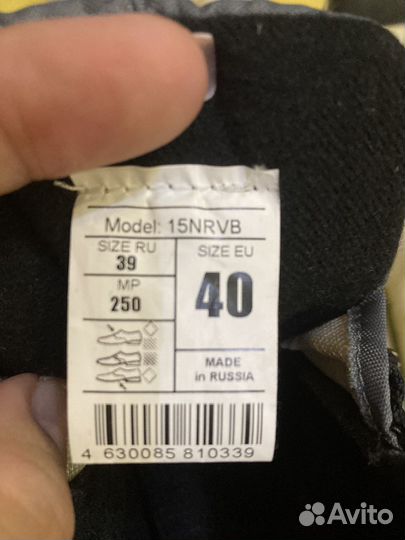 Model: 15NRVB
SIZE RU
39
SIZE EU
40
MP
250
MADE
in RUSSIA
4 630085 810339
Avito